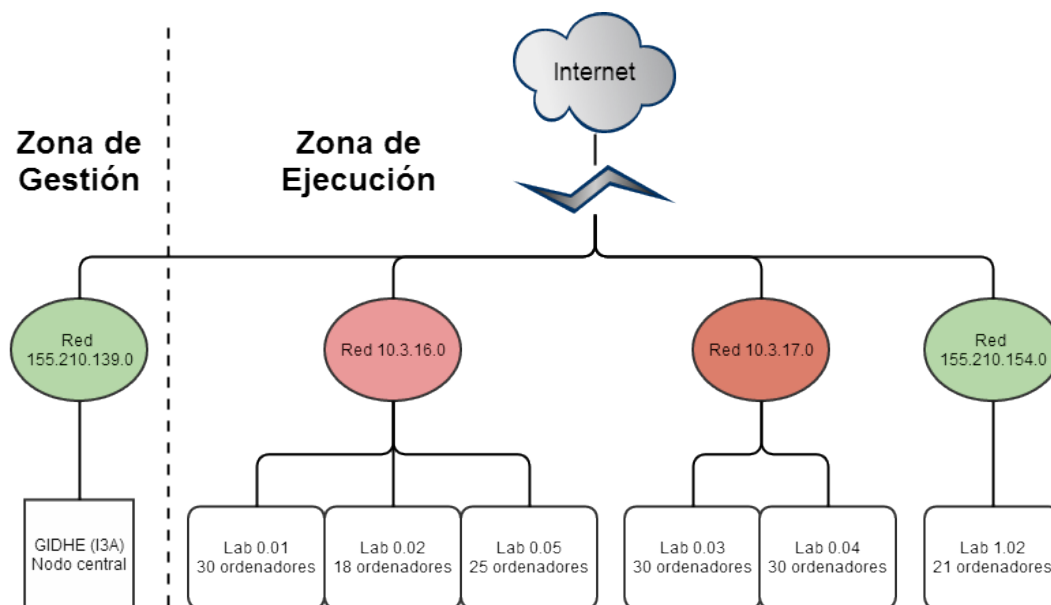 Internet
Zona de
Gestión
Zona de
Ejecución
Red
155.210.139.0
Red 10.3.16.0
Red 10.3.17.0
Red
155.210.154.0
GIDHE (I3A)
Nodo central
Lab 0.01
30 ordenadores
Lab 0.02
18 ordenadores
Lab 0.05
25 ordenadores
Lab 0.03
30 ordenadores
Lab 0.04
30 ordenadores
Lab 1.02
21 ordenadores